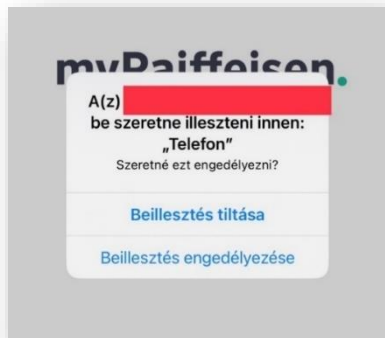 myRaiffeisen.
A(z)
be szeretne illeszteni innen:
„Telefon”
Szeretné ezt engedélyezni?
Beillesztés tiltása
Beillesztés engedélyezése